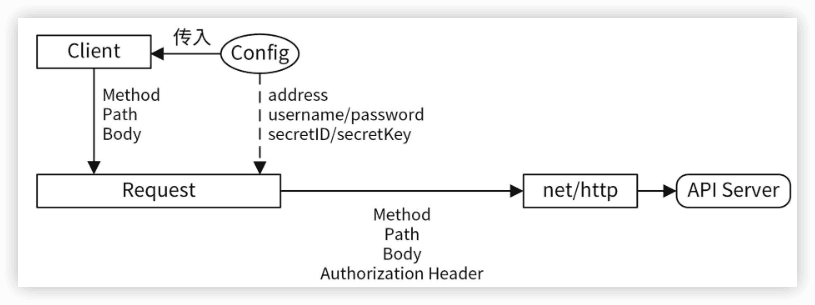 传入
Client
Config
Method
Path
Body
address
username/password
secretID/secretKey
Request
net/http
API Server
Method
Path
Body
Authorization Header